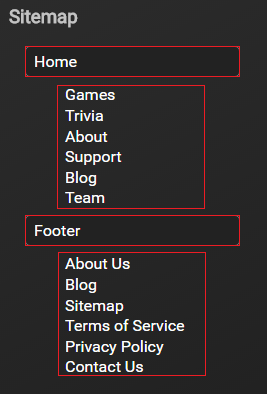 Sitemap
Home
Games
Trivia
About
Support
Blog
Team
Footer
About Us
Blog
Sitemap
Terms of Service
Privacy Policy
Contact Us